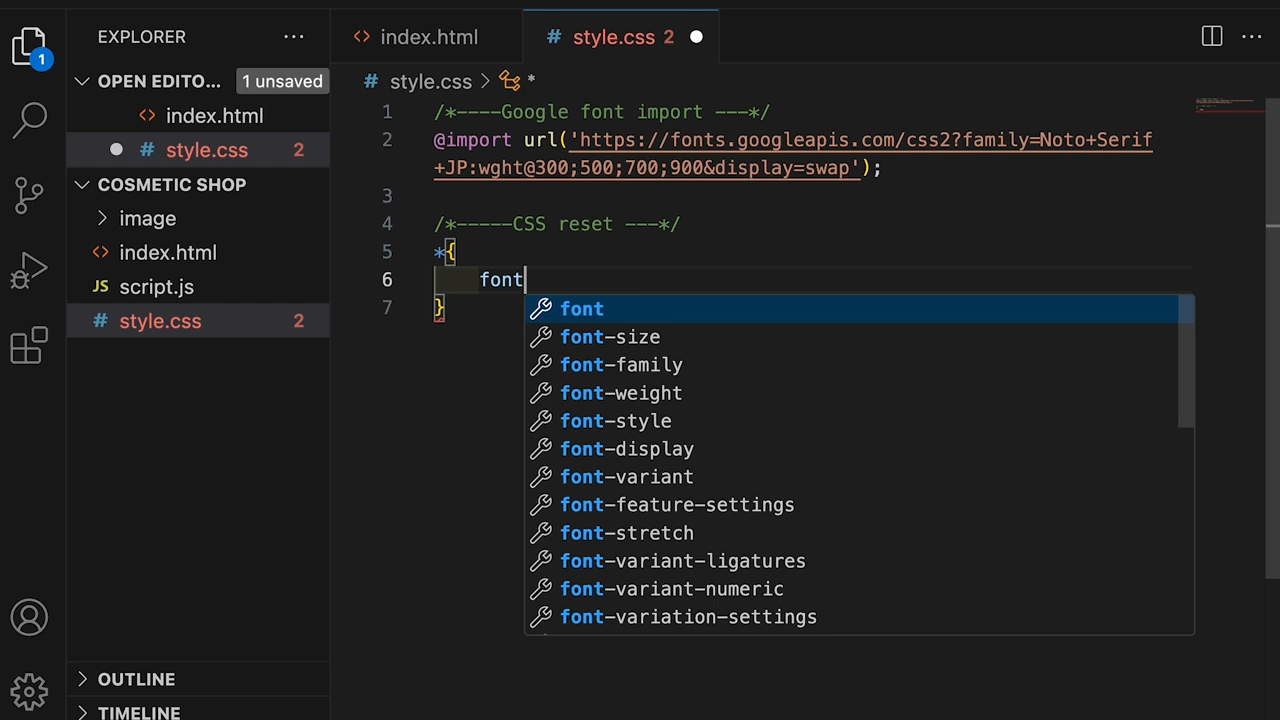 EXPLORER
index.html
style.css 2
1
OPEN EDITO... 1 unsaved
index.html
style.css 2
COSMETIC SHOP
image
index.html
JS script.js
style.css 2
OUTLINE
TIMELINE
# style.css > *
1 /*----Google font import ---*/
2 @import url('https://fonts.googleapis.com/css2?family=Noto+Serif
+JP:wght@300;500;700;900&display=swap');
3
4 /*-----CSS reset ---*/
5 *{
6 font
7 }
font
font-size
font-family
font-weight
font-style
font-display
font-variant
font-feature-settings
font-stretch
font-variant-ligatures
font-variant-numeric
font-variation-settings